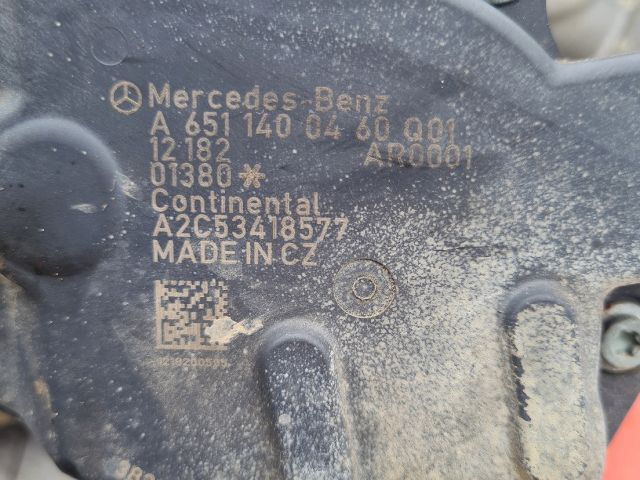 Mercedes-Benz
A 651 140 04 60 Q01
12 182 AR0001
01380*
Continental
A2C53418577
MADE IN CZ